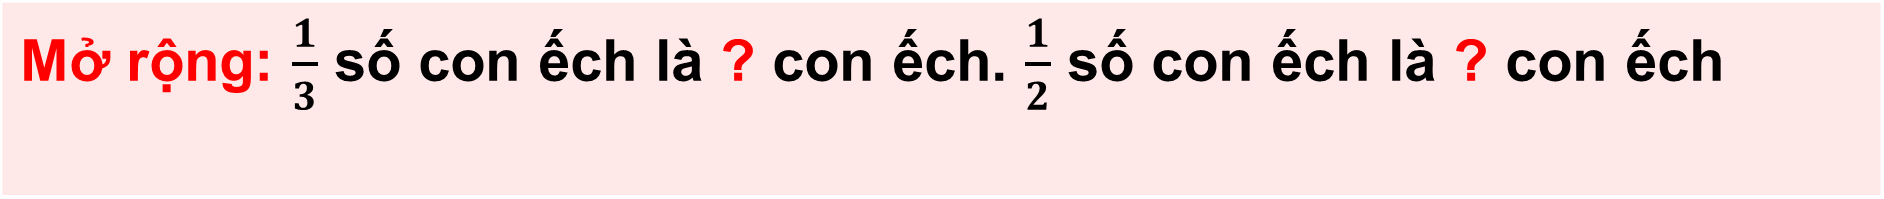 Mở rộng: 1/3 số con ếch là ? con ếch. 1/2 số con ếch là ? con ếch